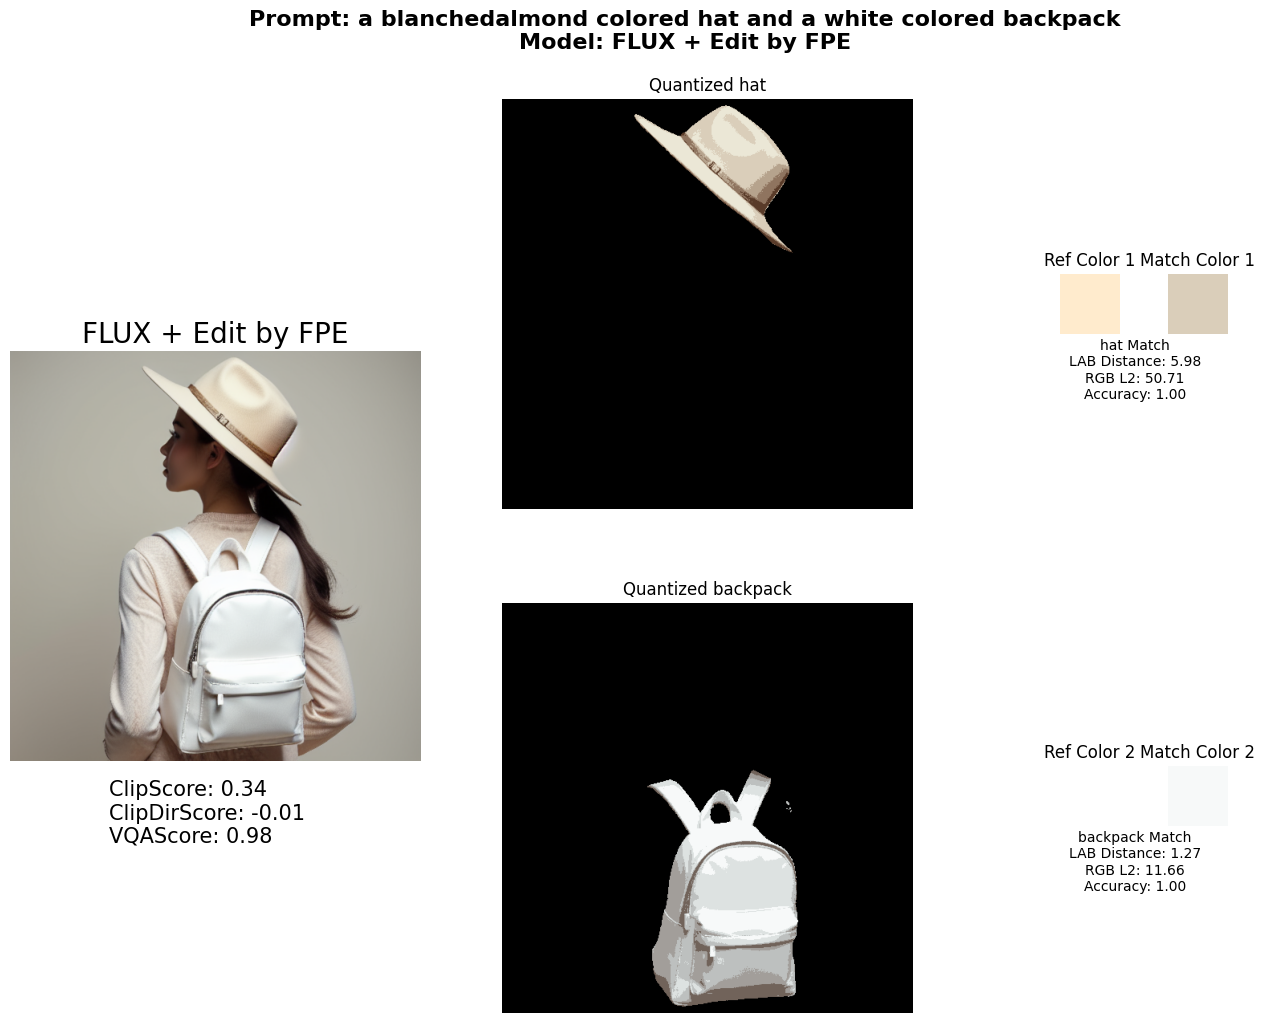 Prompt: a blanchedalmond colored hat and a white colored backpack
Model: FLUX + Edit by FPE
Quantized hat
Ref Color 1 Match Color 1
hat Match
LAB Distance: 5.98
RGB L2: 50.71
Accuracy: 1.00
FLUX + Edit by FPE
ClipScore: 0.34
ClipDirScore: -0.01
VQAScore: 0.98
Quantized backpack
Ref Color 2 Match Color 2
backpack Match
LAB Distance: 1.27
RGB L2: 11.66
Accuracy: 1.00